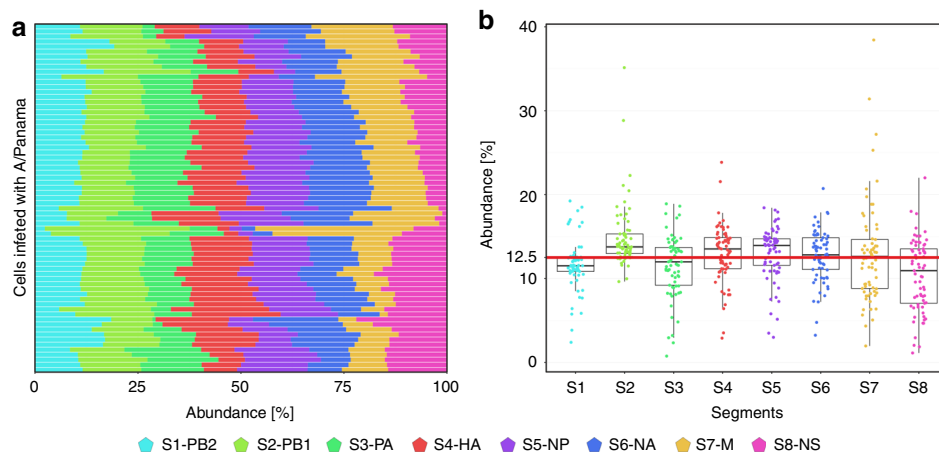 a
Cells infeted with A/Panama
0 25 50 75 100
Abundance [%]
b
Abundance [%]
40
30
20
12.5
10
0
S1 S2 S3 S4 S5 S6 S7 S8
Segments
S1-PB2 S2-PB1 S3-PA S4-HA S5-NP S6-NA S7-M S8-NS